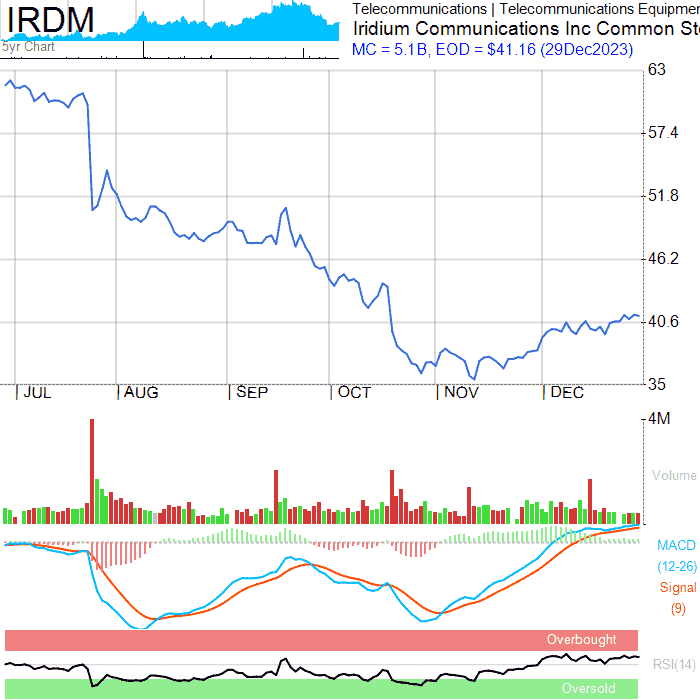 IRDM
5yr Chart
Telecommunications | Telecommunications Equipmen
Iridium Communications Inc Common Sto
MC = 5.1B, EOD = $41.16 (29Dec2023)
63
57.4
51.8
46.2
40.6
35
JUL AUG SEP OCT NOV DEC
4M
Volume
MACD
(12-26)
Signal
(9)
Overbought
RSI(14)
Oversold